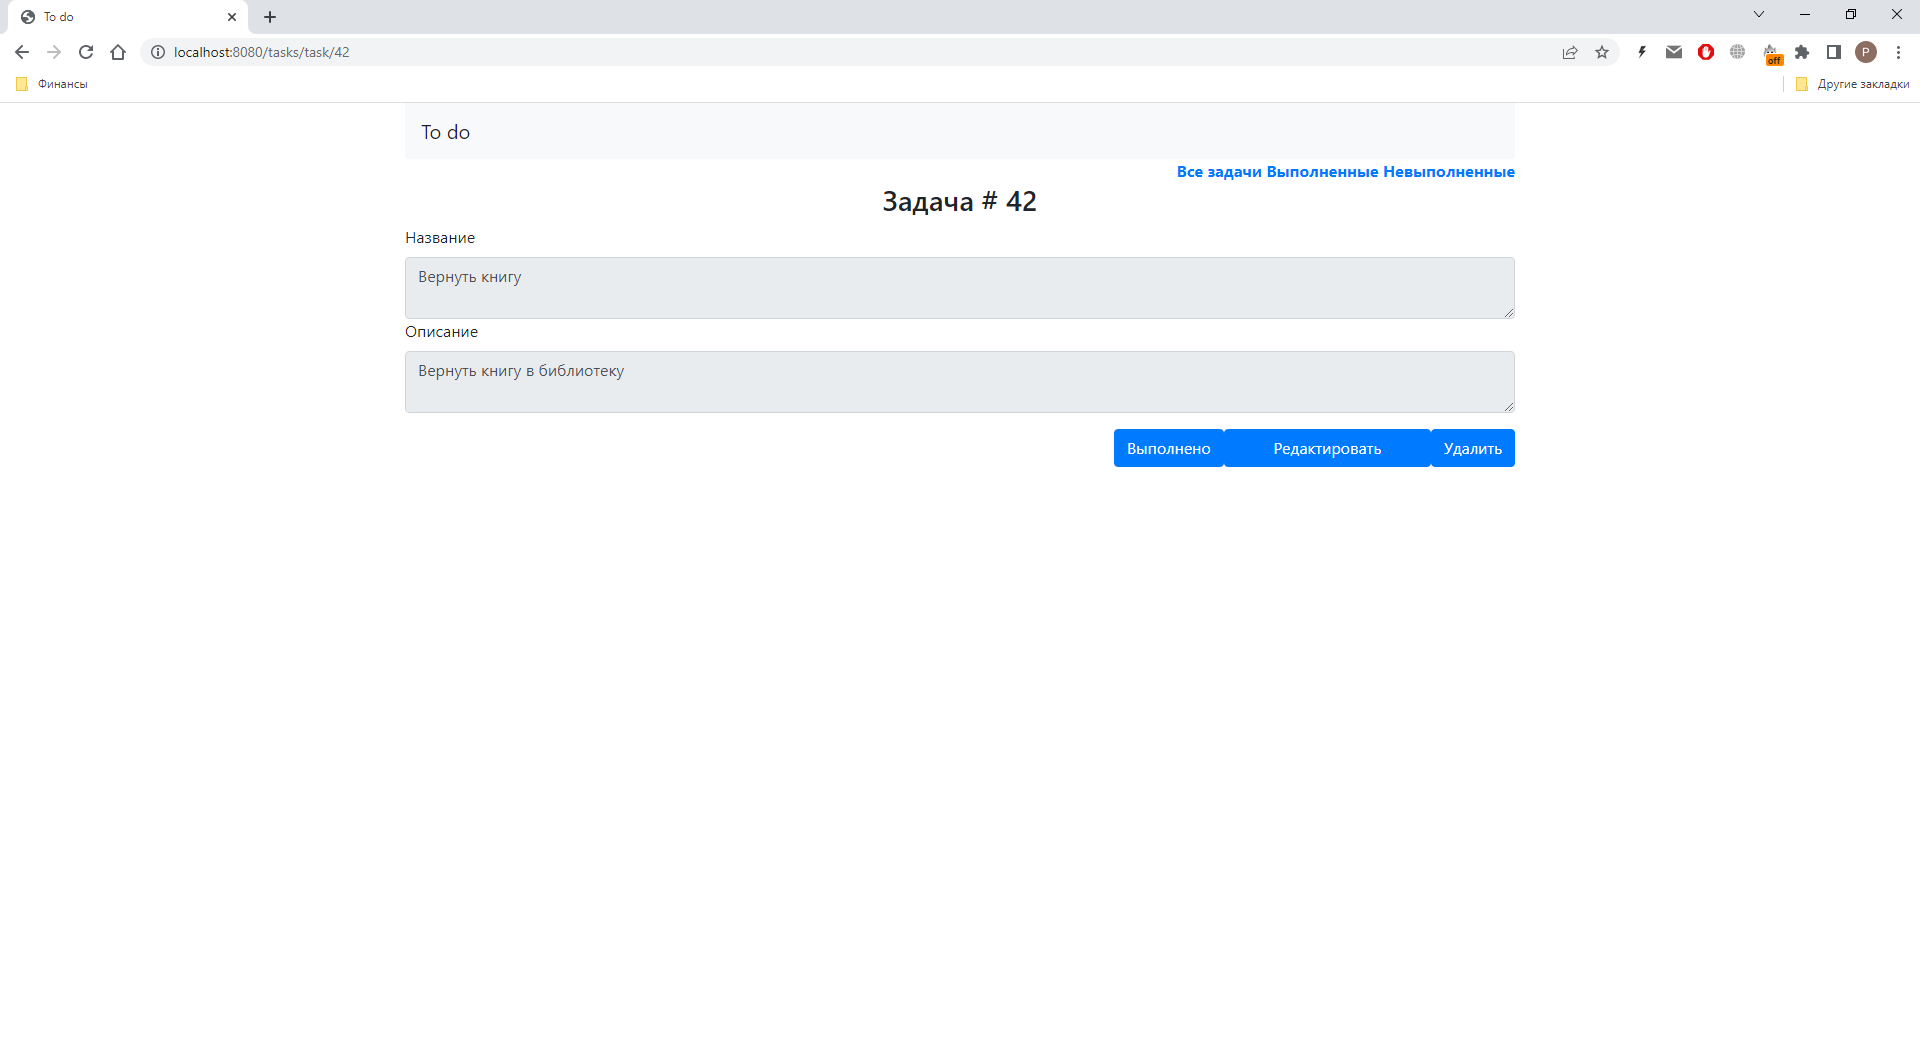 To do
localhost:8080/tasks/task/42
off
P
Финансы
Другие закладки
To do
Все задачи Выполненные Невыполненные
Задача # 42
Название
Вернуть книгу
Описание
Вернуть книгу в библиотеку
Выполнено Редактировать Удалить